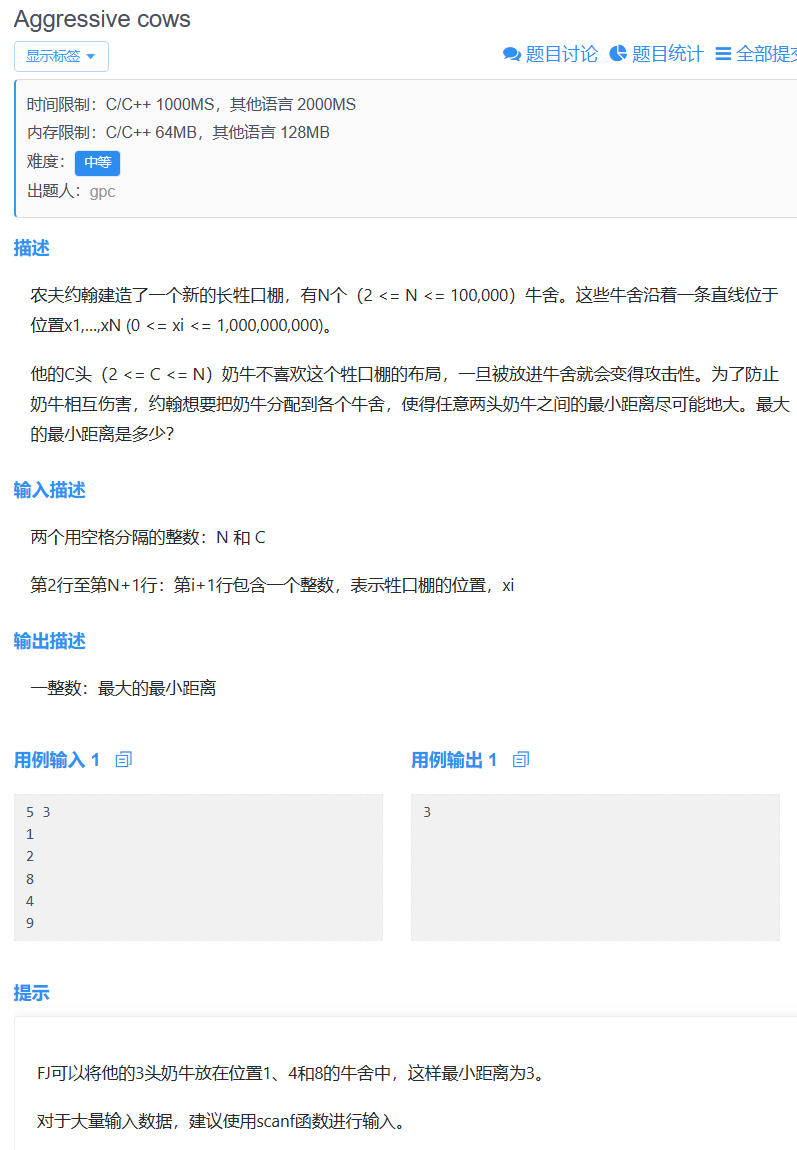 Aggressive cows
显示标签
题目讨论 题目统计 全部提交
时间限制：C/C++ 1000MS，其他语言 2000MS
内存限制：C/C++ 64MB，其他语言 128MB
难度： 中等
出题人：gpc
描述
农夫约翰建造了一个新的长牲口棚，有N个（2 <= N <= 100,000）牛舍。这些牛舍沿着一条直线位于
位置x1,...,xN (0 <= xi <= 1,000,000,000)。
他的C头（2 <= C <= N）奶牛不喜欢这个牲口棚的布局，一旦被放进牛舍就会变得攻击性。为了防止
奶牛相互伤害，约翰想要把奶牛分配到各个牛舍，使得任意两头奶牛之间的最小距离尽可能地大。最大
的最小距离是多少？
输入描述
两个用空格分隔的整数：N 和 C
第2行至第N+1行：第i+1行包含一个整数，表示牲口棚的位置，xi
输出描述
一整数：最大的最小距离
用例输入 1
5 3
1
2
8
4
9
用例输出 1
3
提示
FJ可以将他的3头奶牛放在位置1、4和8的牛舍中，这样最小距离为3。
对于大量输入数据，建议使用scanf函数进行输入。